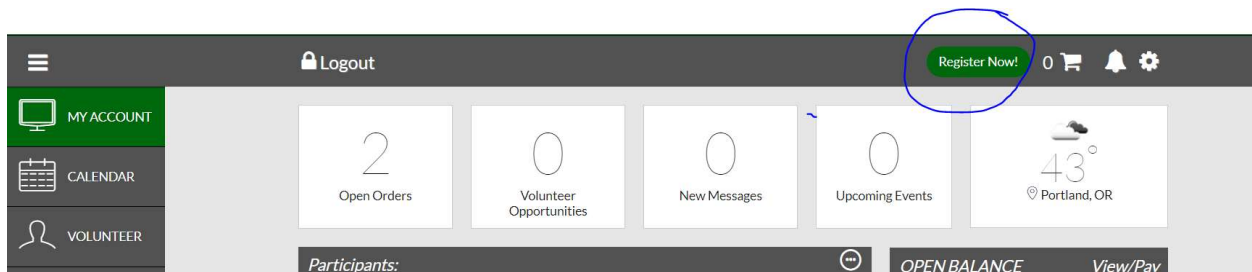 Logout
Register Now!
0
MY ACCOUNT
CALENDAR
VOLUNTEER
2
Open Orders
0
Volunteer
Opportunities
0
New Messages
0
Upcoming Events
43°
Portland, OR
Participants:
OPEN BALANCE
View/Pay